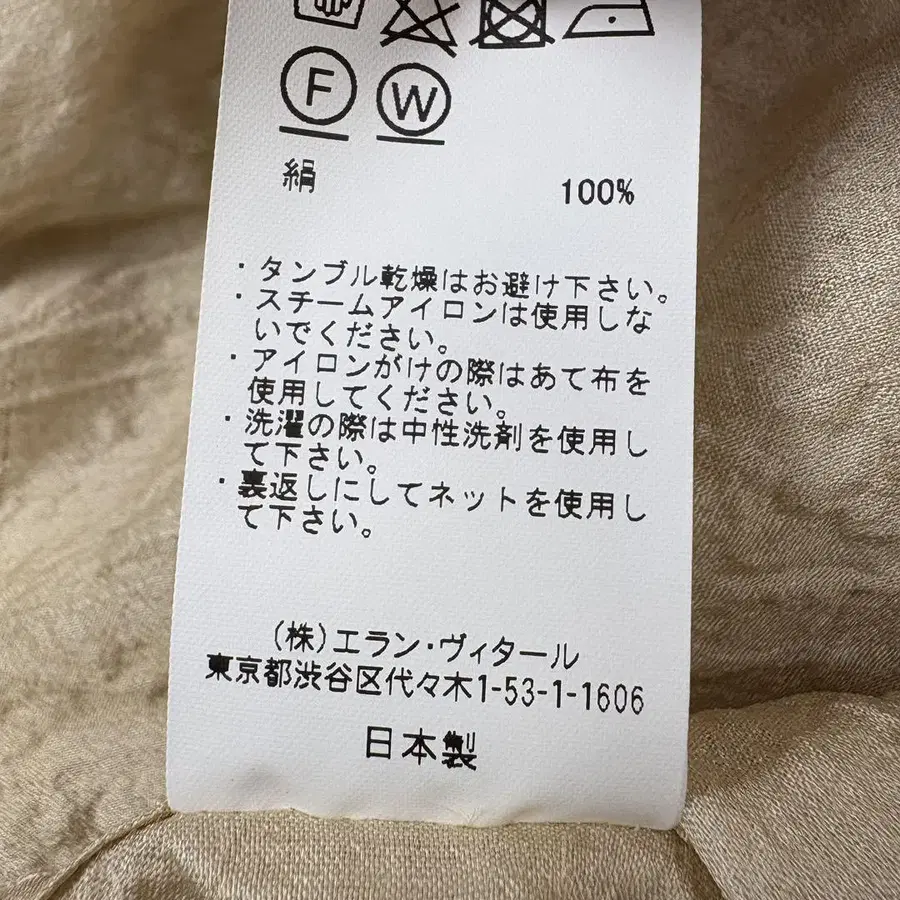 F W
絹 100%
・タンブル乾燥はお避け下さい。
・スチームアイロンは使用しな
いでください。
・アイロンがけの際はあて布を
使用してください。
・洗濯の際は中性洗剤を使用し
て下さい。
・裏返しにしてネットを使用し
て下さい。
(株)エラン・ヴィタール
東京都渋谷区代々木1-53-1-1606
日本製